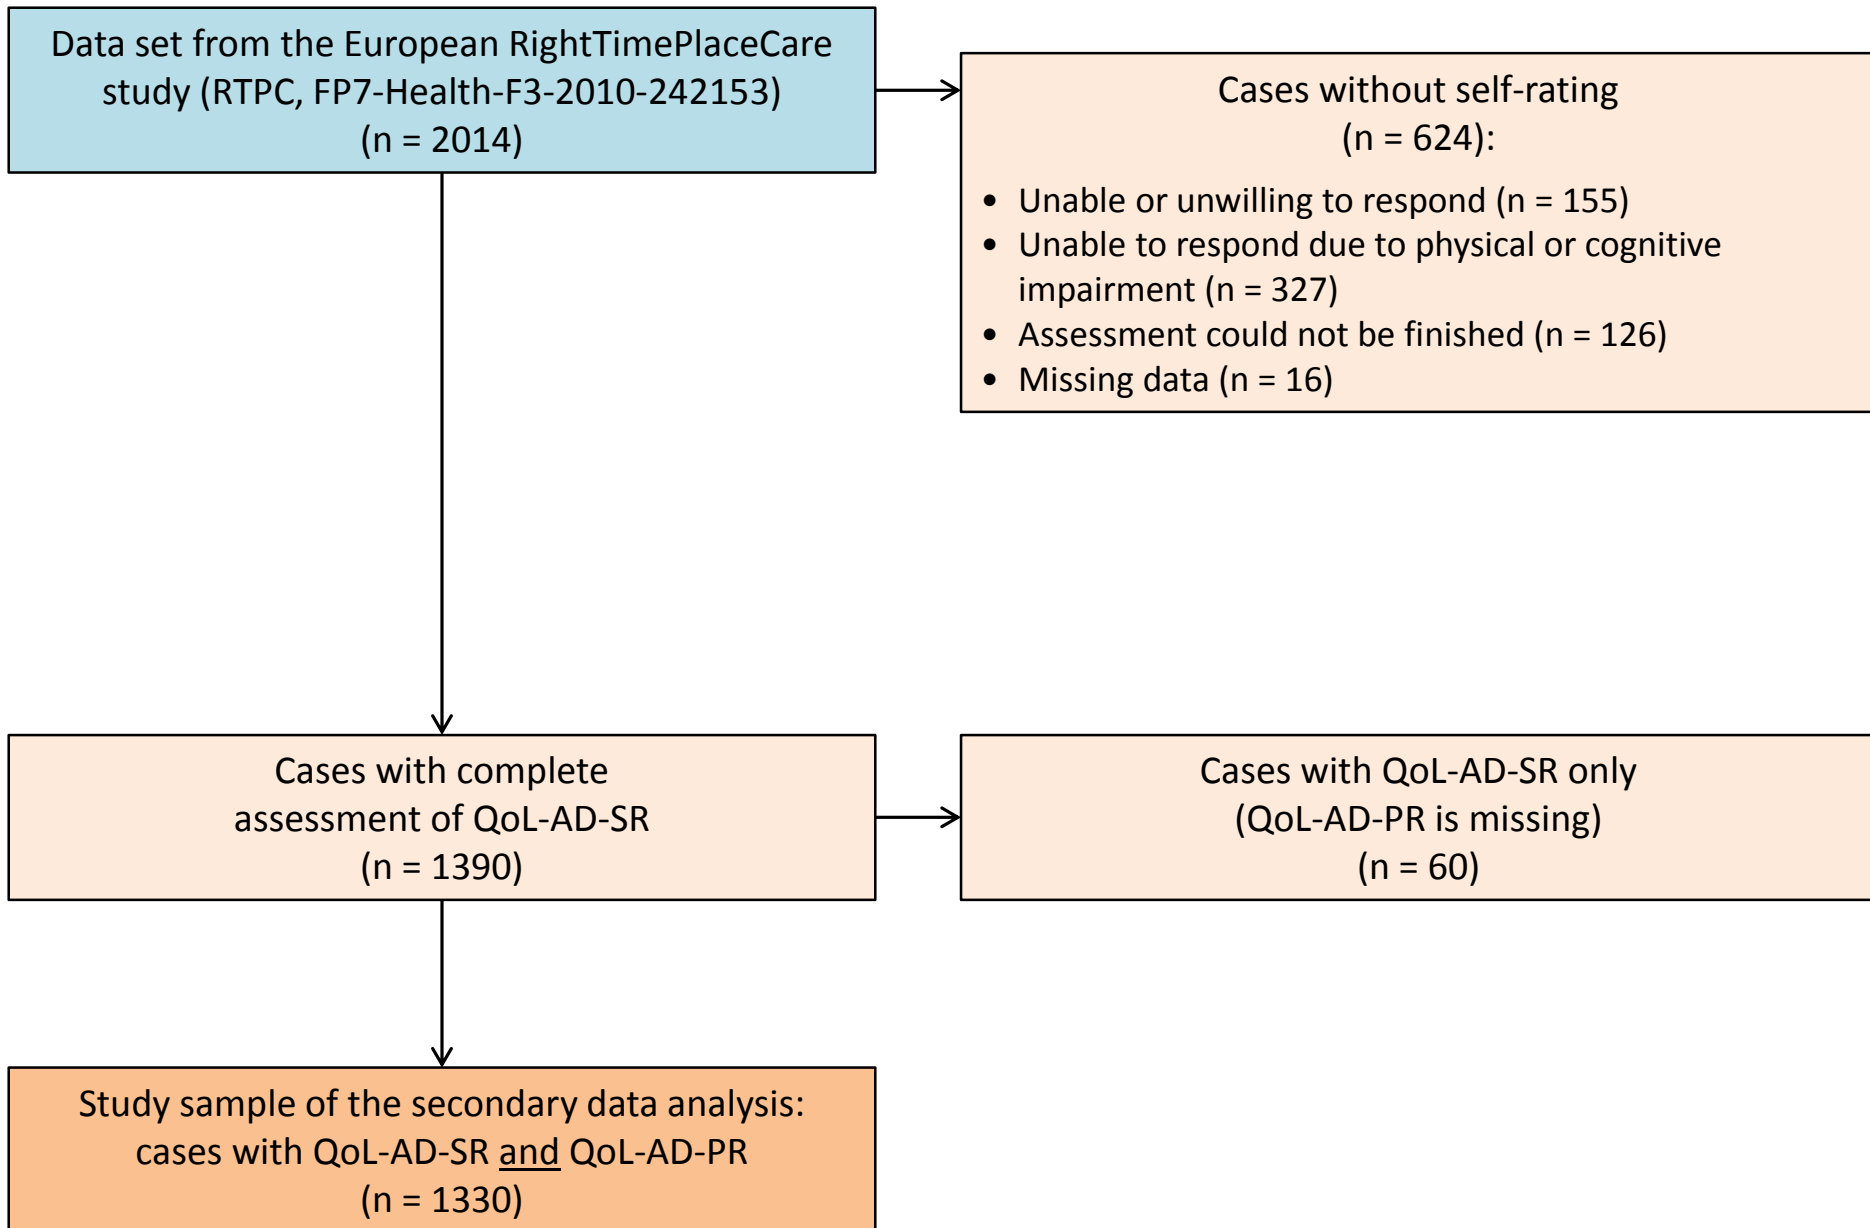 Data set from the European RightTimePlaceCare
study (RTPC, FP7-Health-F3-2010-242153)
(n = 2014)
Cases without self-rating
(n = 624):
• Unable or unwilling to respond (n = 155)
• Unable to respond due to physical or cognitive
impairment (n = 327)
• Assessment could not be finished (n = 126)
• Missing data (n = 16)
Cases with complete
assessment of QoL-AD-SR
(n = 1390)
Cases with QoL-AD-SR only
(QoL-AD-PR is missing)
(n = 60)
Study sample of the secondary data analysis:
cases with QoL-AD-SR and QoL-AD-PR
(n = 1330)